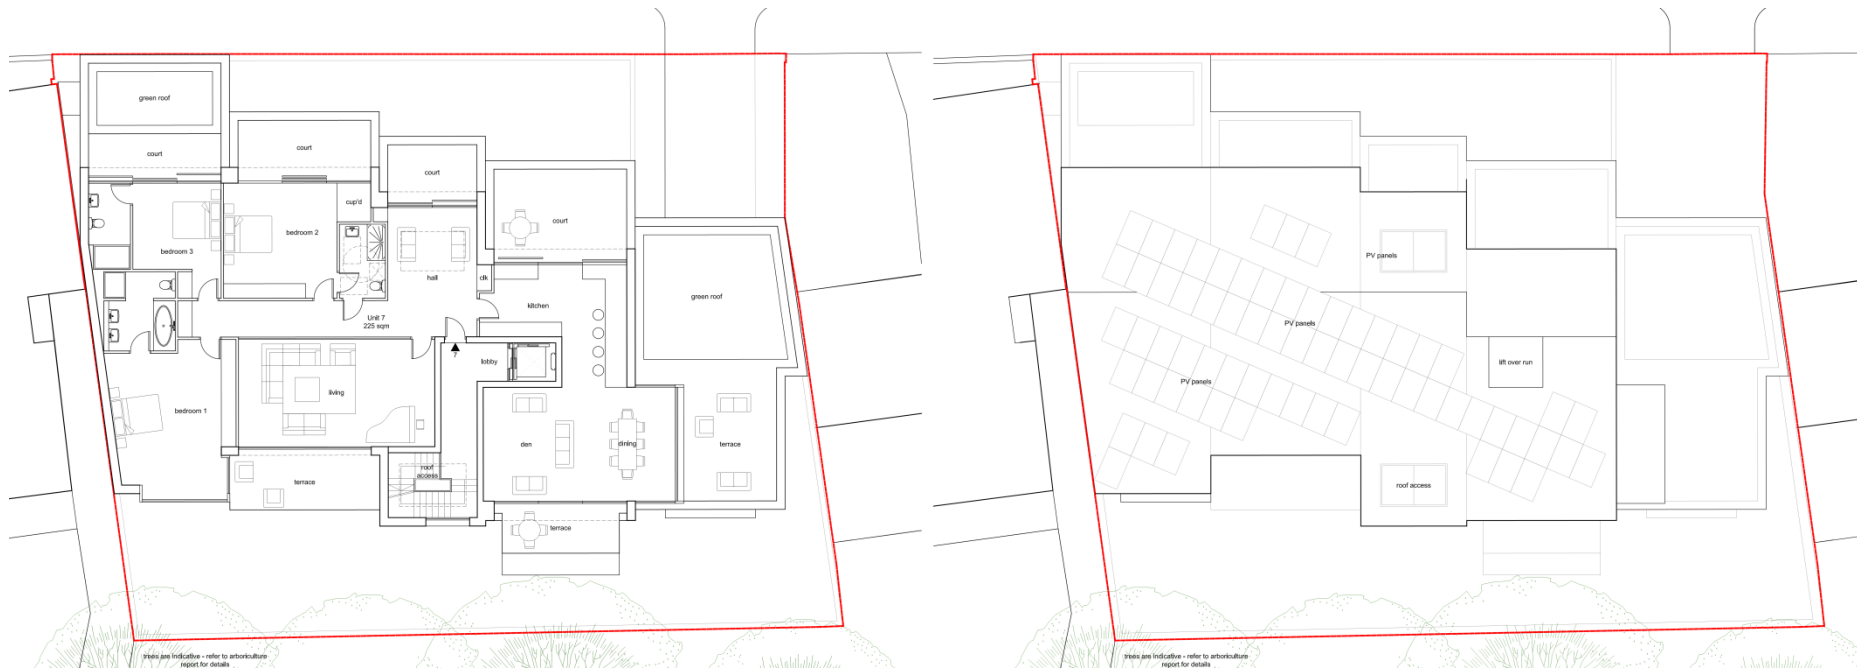 green roof
court
court
court
court
cup'd
bedroom 2
bedroom 3
hall
clk
kitchen
green roof
Unit 7
225 sqm
7
lobby
living
bedroom 1
den
dining
terrace
roof
access
terrace
terrace
trees are indicative - refer to arboriculture
report for details
PV panels
PV panels
lift over run
PV panels
roof access
trees are indicative - refer to arboriculture
report for details